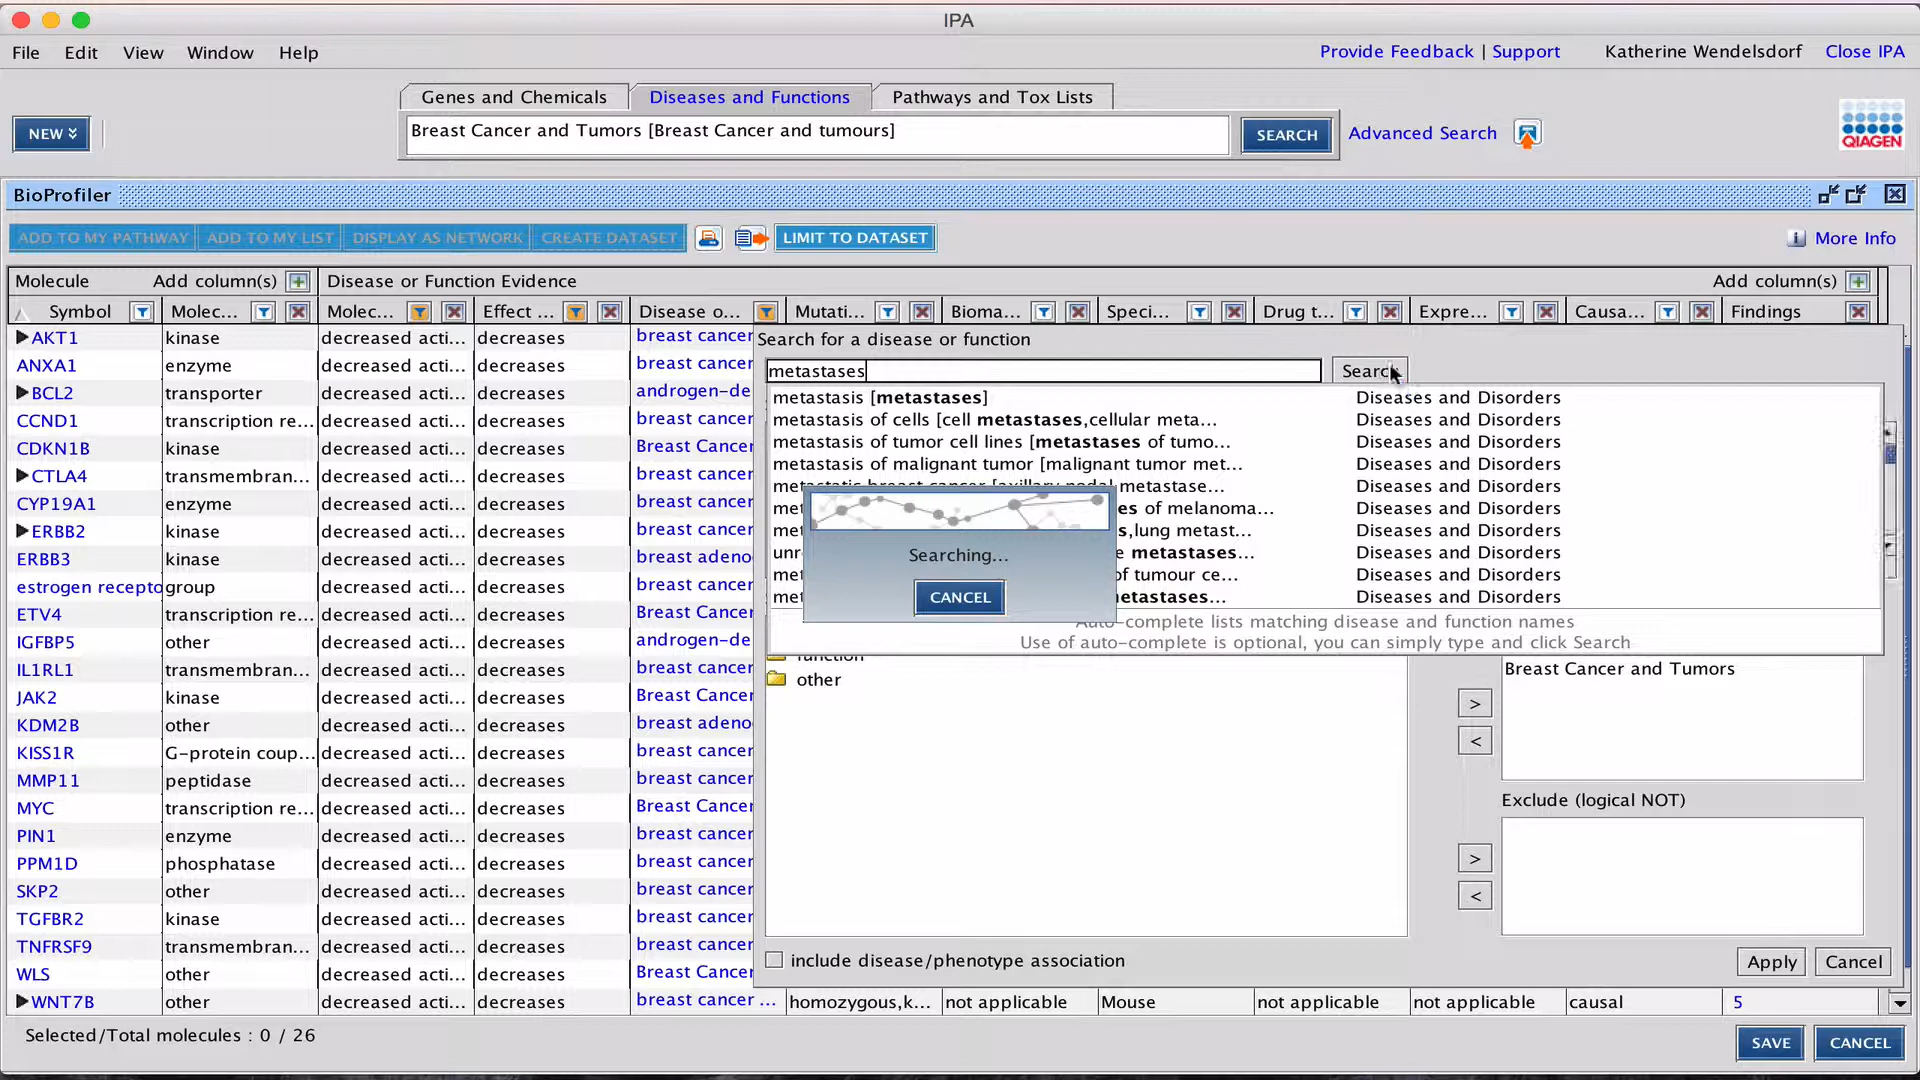 IPA
File Edit View Window Help
Provide Feedback | Support Katherine Wendelsdorf Close IPA
Genes and Chemicals Diseases and Functions Pathways and Tox Lists
NEW
Breast Cancer and Tumors [Breast Cancer and tumours]
SEARCH Advanced Search
QIAGEN
BioProfiler
ADD TO MY PATHWAY ADD TO MY LIST DISPLAY AS NETWORK CREATE DATASET LIMIT TO DATASET
i More Info
Molecule Add column(s) Disease or Function Evidence Add column(s)
Symbol Molec... Molec... Effect ... Disease o... Mutati... Bioma... Speci... Drug t... Expre... Causa... Findings
AKT1 kinase decreased acti... decreases breast cancer
ANXA1 enzyme decreased acti... decreases breast cancer
BCL2 transporter decreased acti... decreases androgen-de
CCND1 transcription re... decreased acti... decreases breast cancer
CDKN1B kinase decreased acti... decreases Breast Cancer
CTLA4 transmembran... decreased acti... decreases breast cancer
CYP19A1 enzyme decreased acti... decreases breast cancer
ERBB2 kinase decreased acti... decreases breast cancer
ERBB3 kinase decreased acti... decreases breast adeno
estrogen recepto group decreased acti... decreases breast cancer
ETV4 transcription re... decreased acti... decreases Breast Cancer
IGFBP5 other decreased acti... decreases androgen-de
IL1RL1 transmembran... decreased acti... decreases breast cancer
JAK2 kinase decreased acti... decreases Breast Cancer
KDM2B other decreased acti... decreases breast adeno
KISS1R G-protein coup... decreased acti... decreases breast cancer
MMP11 peptidase decreased acti... decreases breast cancer
MYC transcription re... decreased acti... decreases Breast Cancer
PIN1 enzyme decreased acti... decreases breast cancer
PPM1D phosphatase decreased acti... decreases breast cancer
SKP2 other decreased acti... decreases breast cancer
TGFBR2 kinase decreased acti... decreases breast cancer
TNFRSF9 transmembran... decreased acti... decreases breast cancer
WLS other decreased acti... decreases Breast Cancer
WNT7B other decreased acti... decreases breast cancer ... homozygous,k... not applicable Mouse not applicable not applicable causal 5
Search for a disease or function
metastases Search
metastasis [metastases] Diseases and Disorders
metastasis of cells [cell metastases,cellular meta... Diseases and Disorders
metastasis of tumor cell lines [metastases of tumo... Diseases and Disorders
metastasis of malignant tumor [malignant tumor met... Diseases and Disorders
metastatic breast cancer [axillary nodal metastase... Diseases and Disorders
of melanoma... Diseases and Disorders
,lung metast... Diseases and Disorders
metastases... Diseases and Disorders
of tumour ce... Diseases and Disorders
metastases... Diseases and Disorders
Searching...
CANCEL
Auto-complete lists matching disease and function names
Use of auto-complete is optional, you can simply type and click Search
function
other
Breast Cancer and Tumors
>
<
Exclude (logical NOT)
>
<
include disease/phenotype association
Apply Cancel
Selected/Total molecules : 0 / 26
SAVE CANCEL